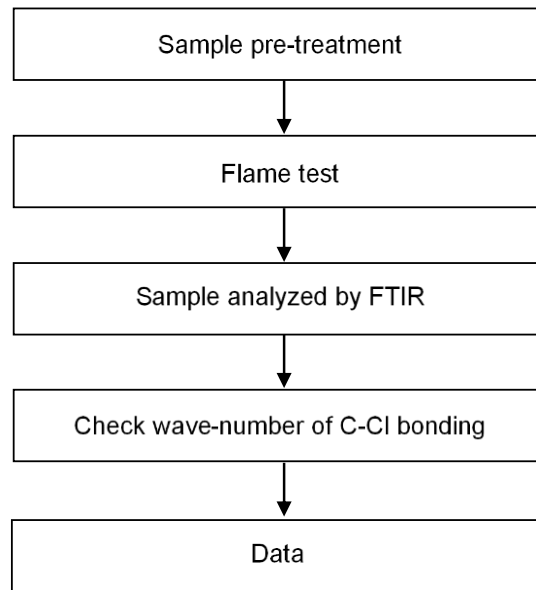 Sample pre-treatment
Flame test
Sample analyzed by FTIR
Check wave-number of C-Cl bonding
Data